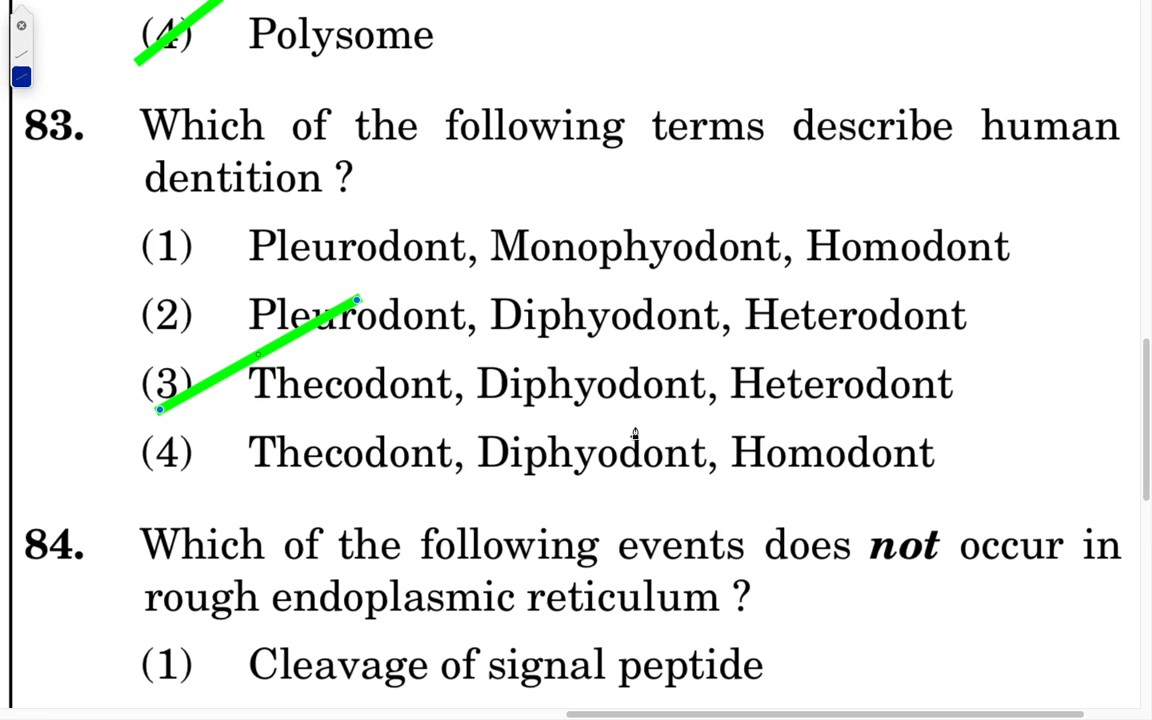 (4) Polysome
83. Which of the following terms describe human
dentition ?
(1) Pleurodont, Monophyodont, Homodont
(2) Pleurodont, Diphyodont, Heterodont
(3) Thecodont, Diphyodont, Heterodont
(4) Thecodont, Diphyodont, Homodont
84. Which of the following events does not occur in
rough endoplasmic reticulum ?
(1) Cleavage of signal peptide